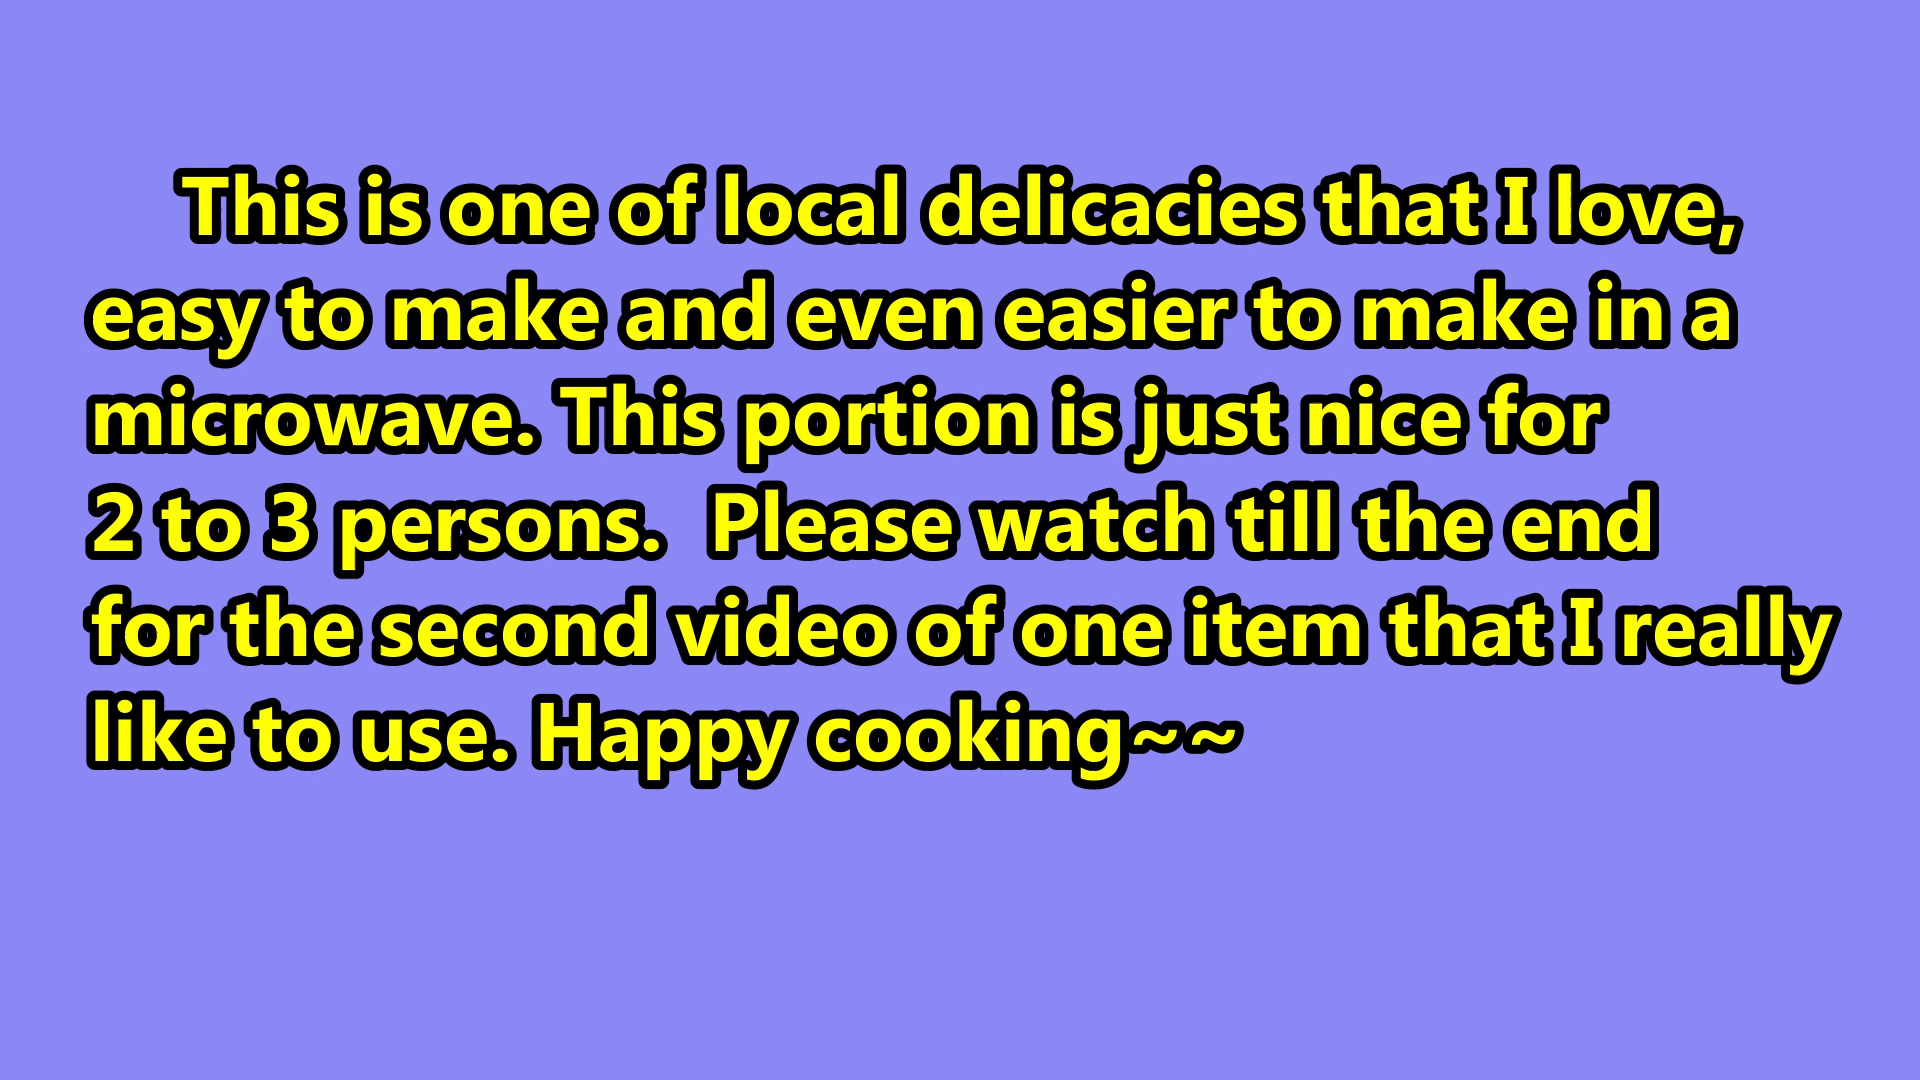 This is one of local delicacies that I love,
easy to make and even easier to make in a
microwave. This portion is just nice for
2 to 3 persons.  Please watch till the end
for the second video of one item that I really
like to use. Happy cooking~~